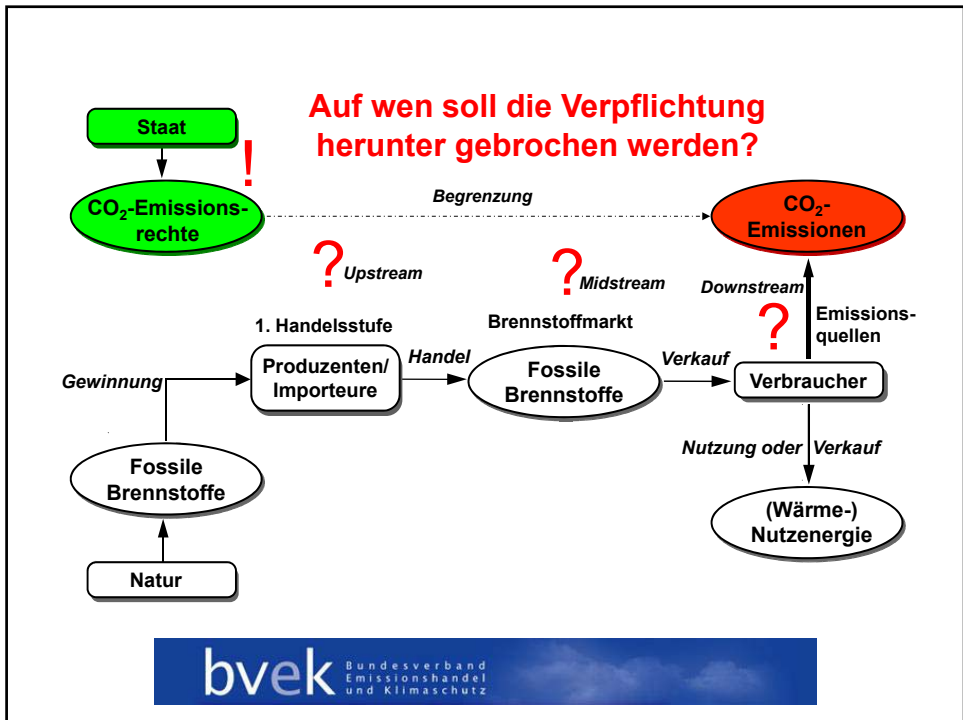 Auf wen soll die Verpflichtung
herunter gebrochen werden?
Staat
!
CO₂-Emissions-
rechte
Begrenzung
CO₂-
Emissionen
? Upstream
? Midstream
Downstream
?
Emissions-
quellen
1. Handelsstufe
Brennstoffmarkt
Gewinnung
Produzenten/
Importeure
Handel
Fossile
Brennstoffe
Verkauf
Verbraucher
Nutzung oder Verkauf
Fossile
Brennstoffe
(Wärme-)
Nutzenergie
Natur
bvek
Bundesverband
Emissionshandel
und Klimaschutz